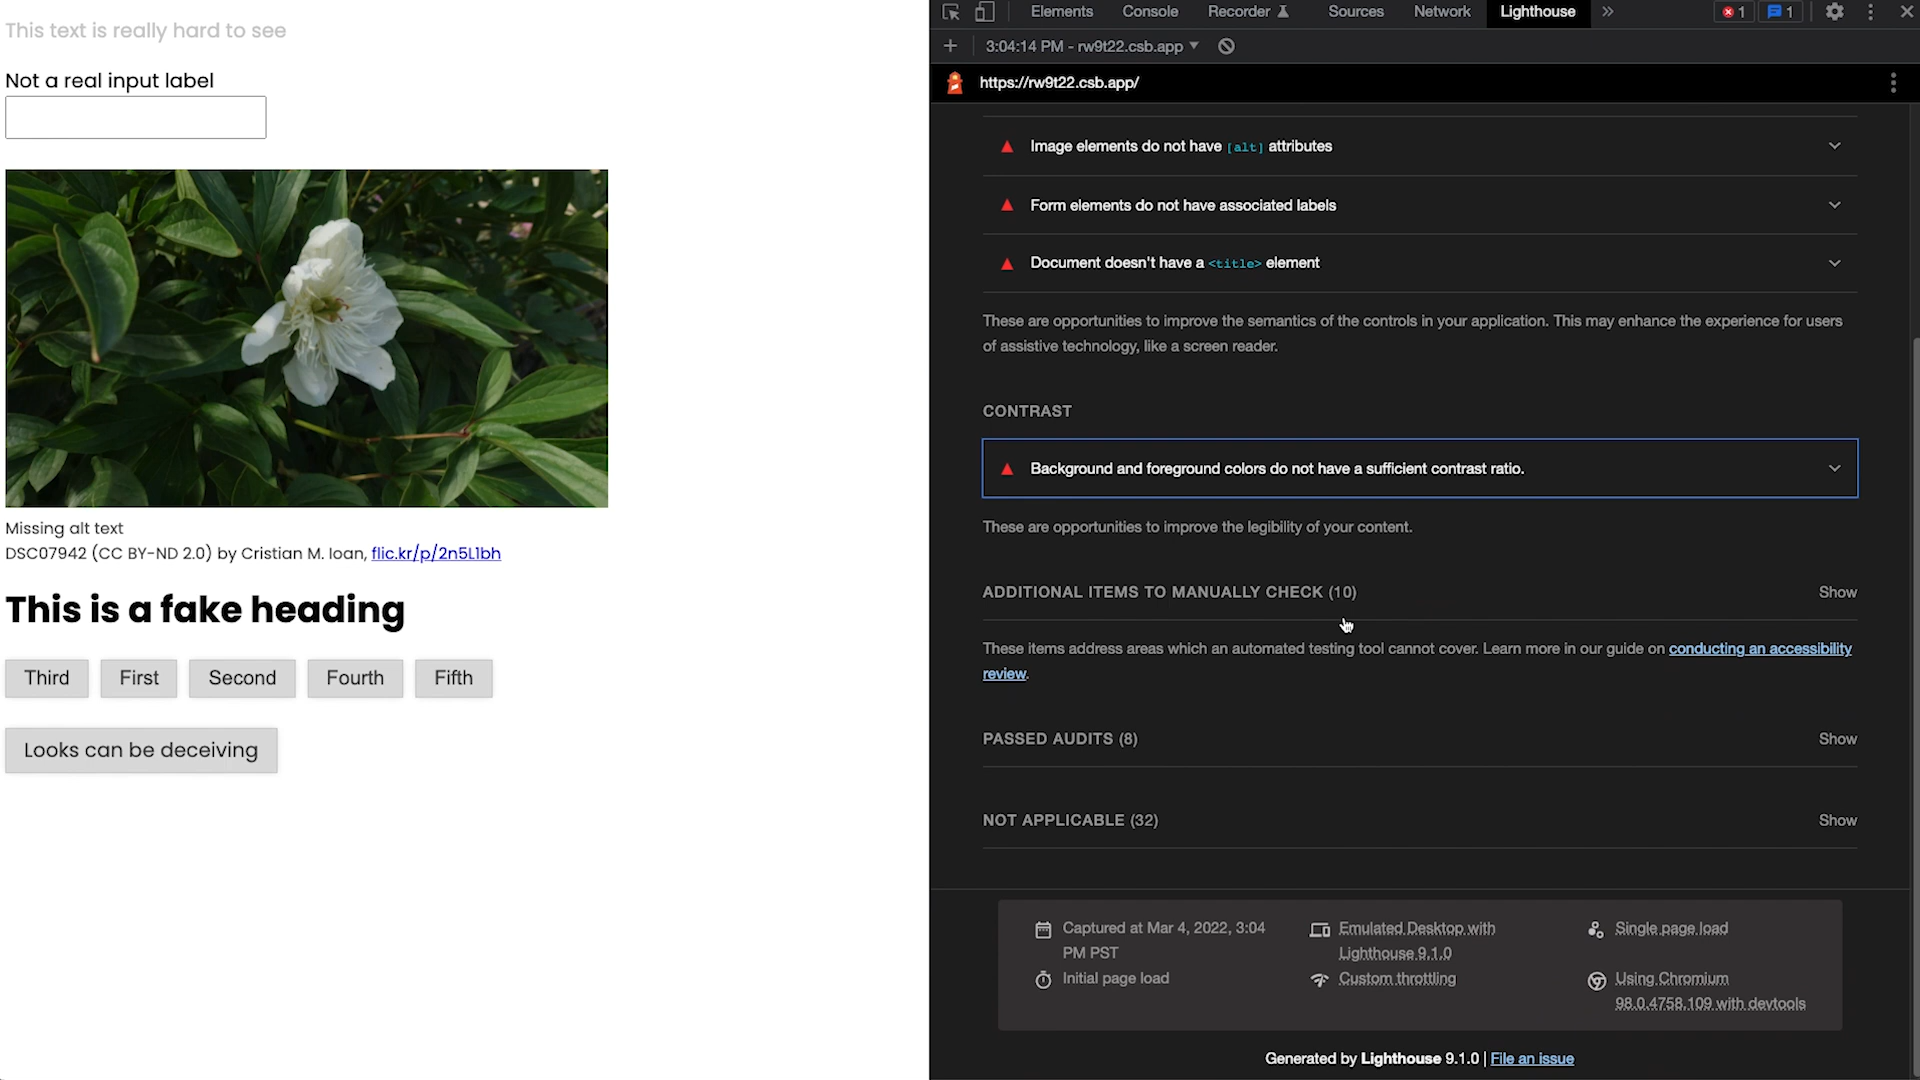 This text is really hard to see
Not a real input label
Missing alt text
DSC07942 (CC BY-ND 2.0) by Cristian M. Ioan, flic.kr/p/2n5L1bh
This is a fake heading
Third First Second Fourth Fifth
Looks can be deceiving
Elements Console Recorder Sources Network Lighthouse » 1 1
+ 3:04:14 PM - rw9t22.csb.app
https://rw9t22.csb.app/
Image elements do not have [alt] attributes
Form elements do not have associated labels
Document doesn't have a <title> element
These are opportunities to improve the semantics of the controls in your application. This may enhance the experience for users
of assistive technology, like a screen reader.
CONTRAST
Background and foreground colors do not have a sufficient contrast ratio.
These are opportunities to improve the legibility of your content.
ADDITIONAL ITEMS TO MANUALLY CHECK (10) Show
These items address areas which an automated testing tool cannot cover. Learn more in our guide on conducting an accessibility
review.
PASSED AUDITS (8) Show
NOT APPLICABLE (32) Show
Captured at Mar 4, 2022, 3:04
PM PST
Initial page load
Emulated Desktop with
Lighthouse 9.1.0
Custom throttling
Single page load
Using Chromium
98.0.4758.109 with devtools
Generated by Lighthouse 9.1.0 | File an issue